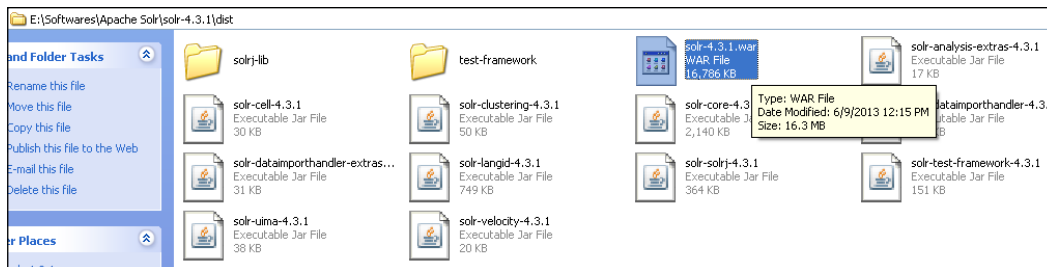 E:\Softwares\Apache Solr\solr-4.3.1\dist
and Folder Tasks
Rename this file
Move this file
Copy this file
Publish this file to the Web
E-mail this file
Delete this file
er Places
solrj-lib
test-framework
solr-4.3.1.war
WAR File
16,786 KB
solr-analysis-extras-4.3.1
Executable Jar File
17 KB
solr-cell-4.3.1
Executable Jar File
30 KB
solr-clustering-4.3.1
Executable Jar File
50 KB
solr-core-4.3
Executable
2,140 KB
Type: WAR File
Date Modified: 6/9/2013 12:15 PM
Size: 16.3 MB
dataimporthandler-4.3.
Jar File
solr-dataimporthandler-extras...
Executable Jar File
31 KB
solr-langid-4.3.1
Executable Jar File
749 KB
solr-solrj-4.3.1
Executable Jar File
364 KB
solr-test-framework-4.3.1
Executable Jar File
151 KB
solr-uima-4.3.1
Executable Jar File
38 KB
solr-velocity-4.3.1
Executable Jar File
20 KB